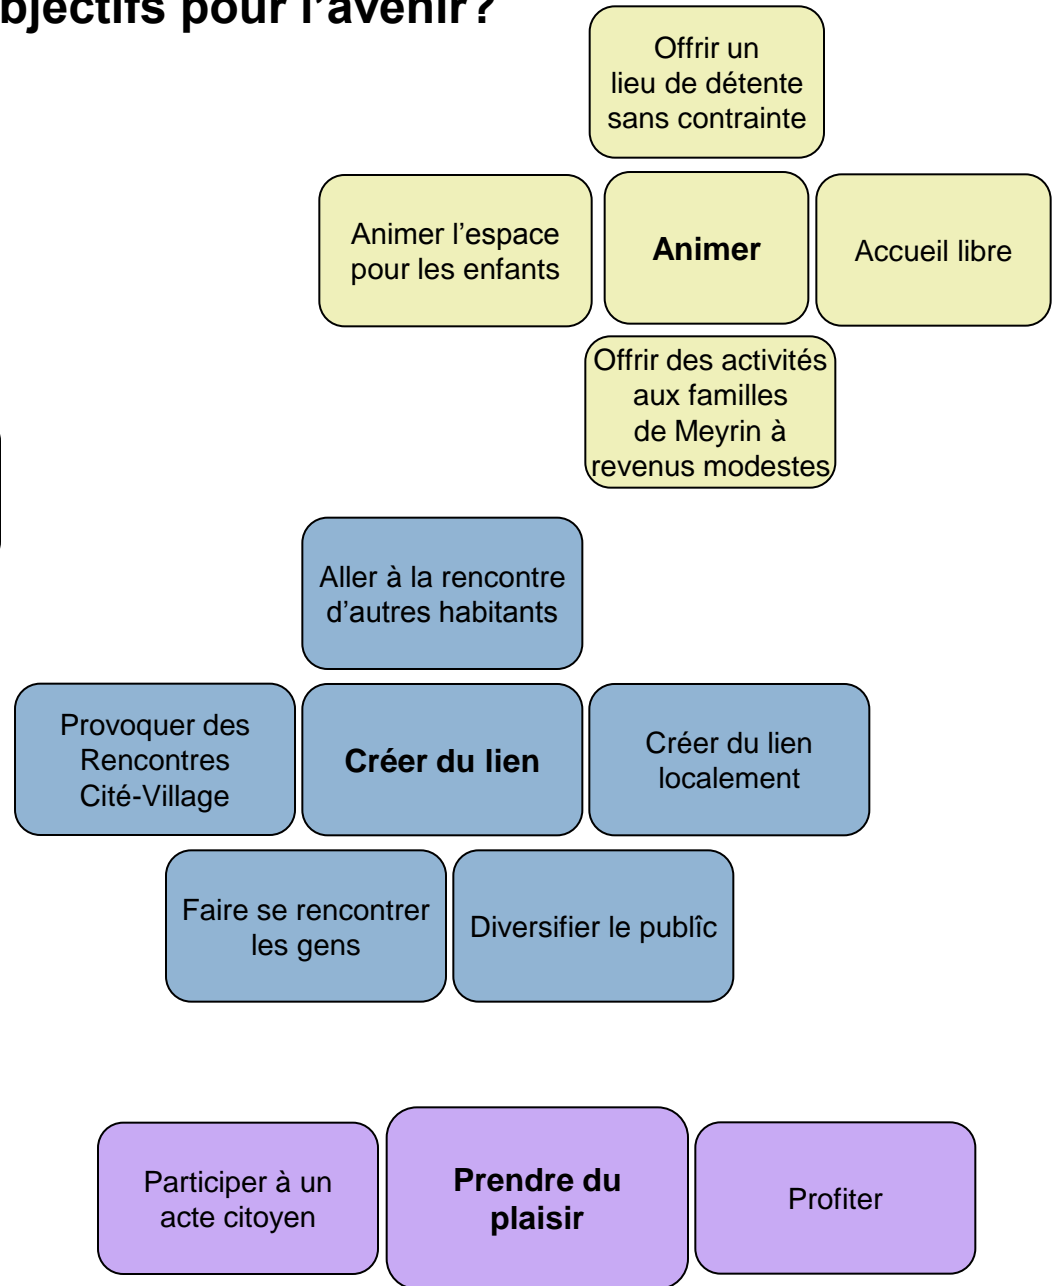 bjectifs pour l’avenir?
Offrir un
lieu de détente
sans contrainte
Animer l’espace
pour les enfants
Animer
Accueil libre
Offrir des activités
aux familles
de Meyrin à
revenus modestes
Aller à la rencontre
d’autres habitants
Provoquer des
Rencontres
Cité-Village
Créer du lien
Créer du lien
localement
Faire se rencontrer
les gens
Diversifier le publîc
Participer à un
acte citoyen
Prendre du
plaisir
Profiter